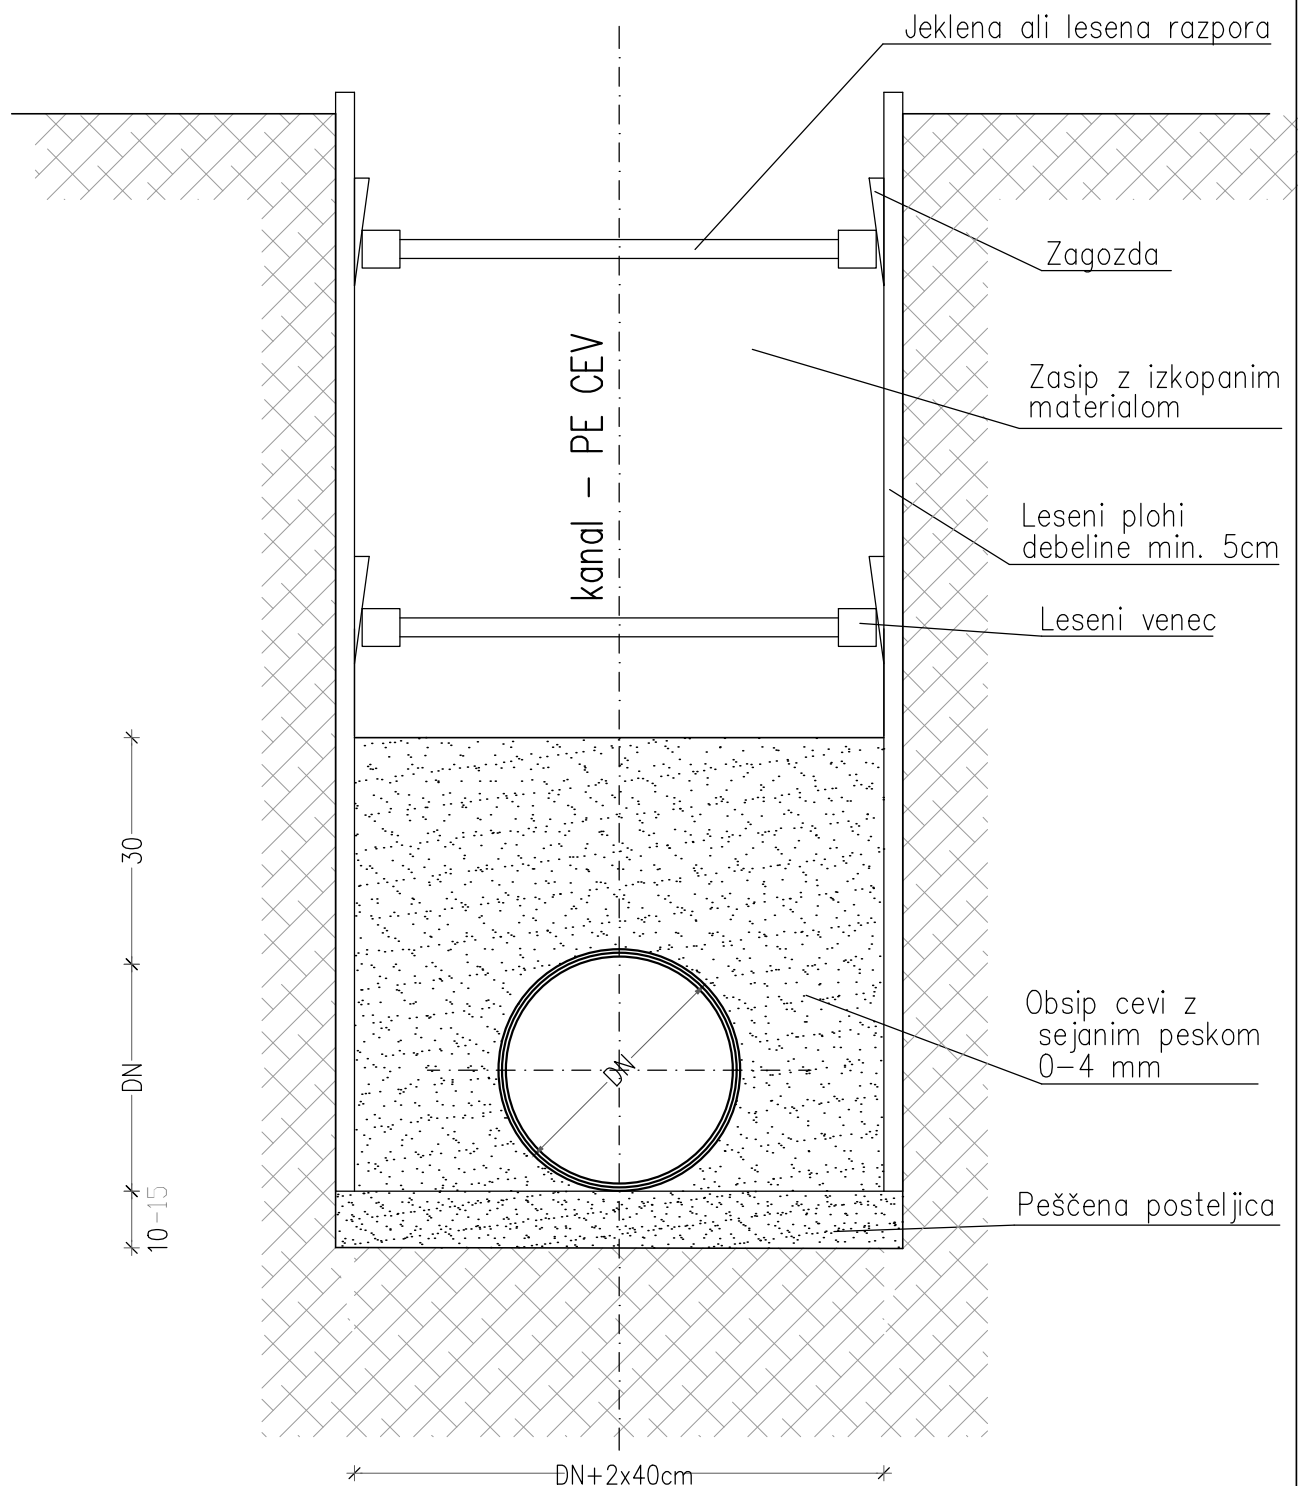 Jeklena ali lesena razpora
Zagozda
kanal - PE CEV
Zasip z izkopanim
materialom
Leseni plohi
debeline min. 5cm
Leseni venec
30
DN
DN
Obsip cevi z
sejanim peskom
0-4 mm
10-15
Peščena posteljica
DN+2x40cm